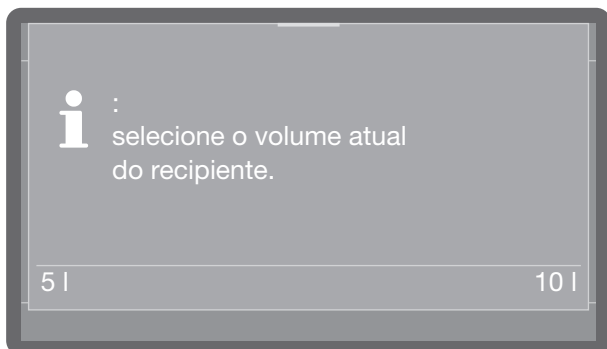 :
selecione o volume atual
do recipiente.
5 l 10 l